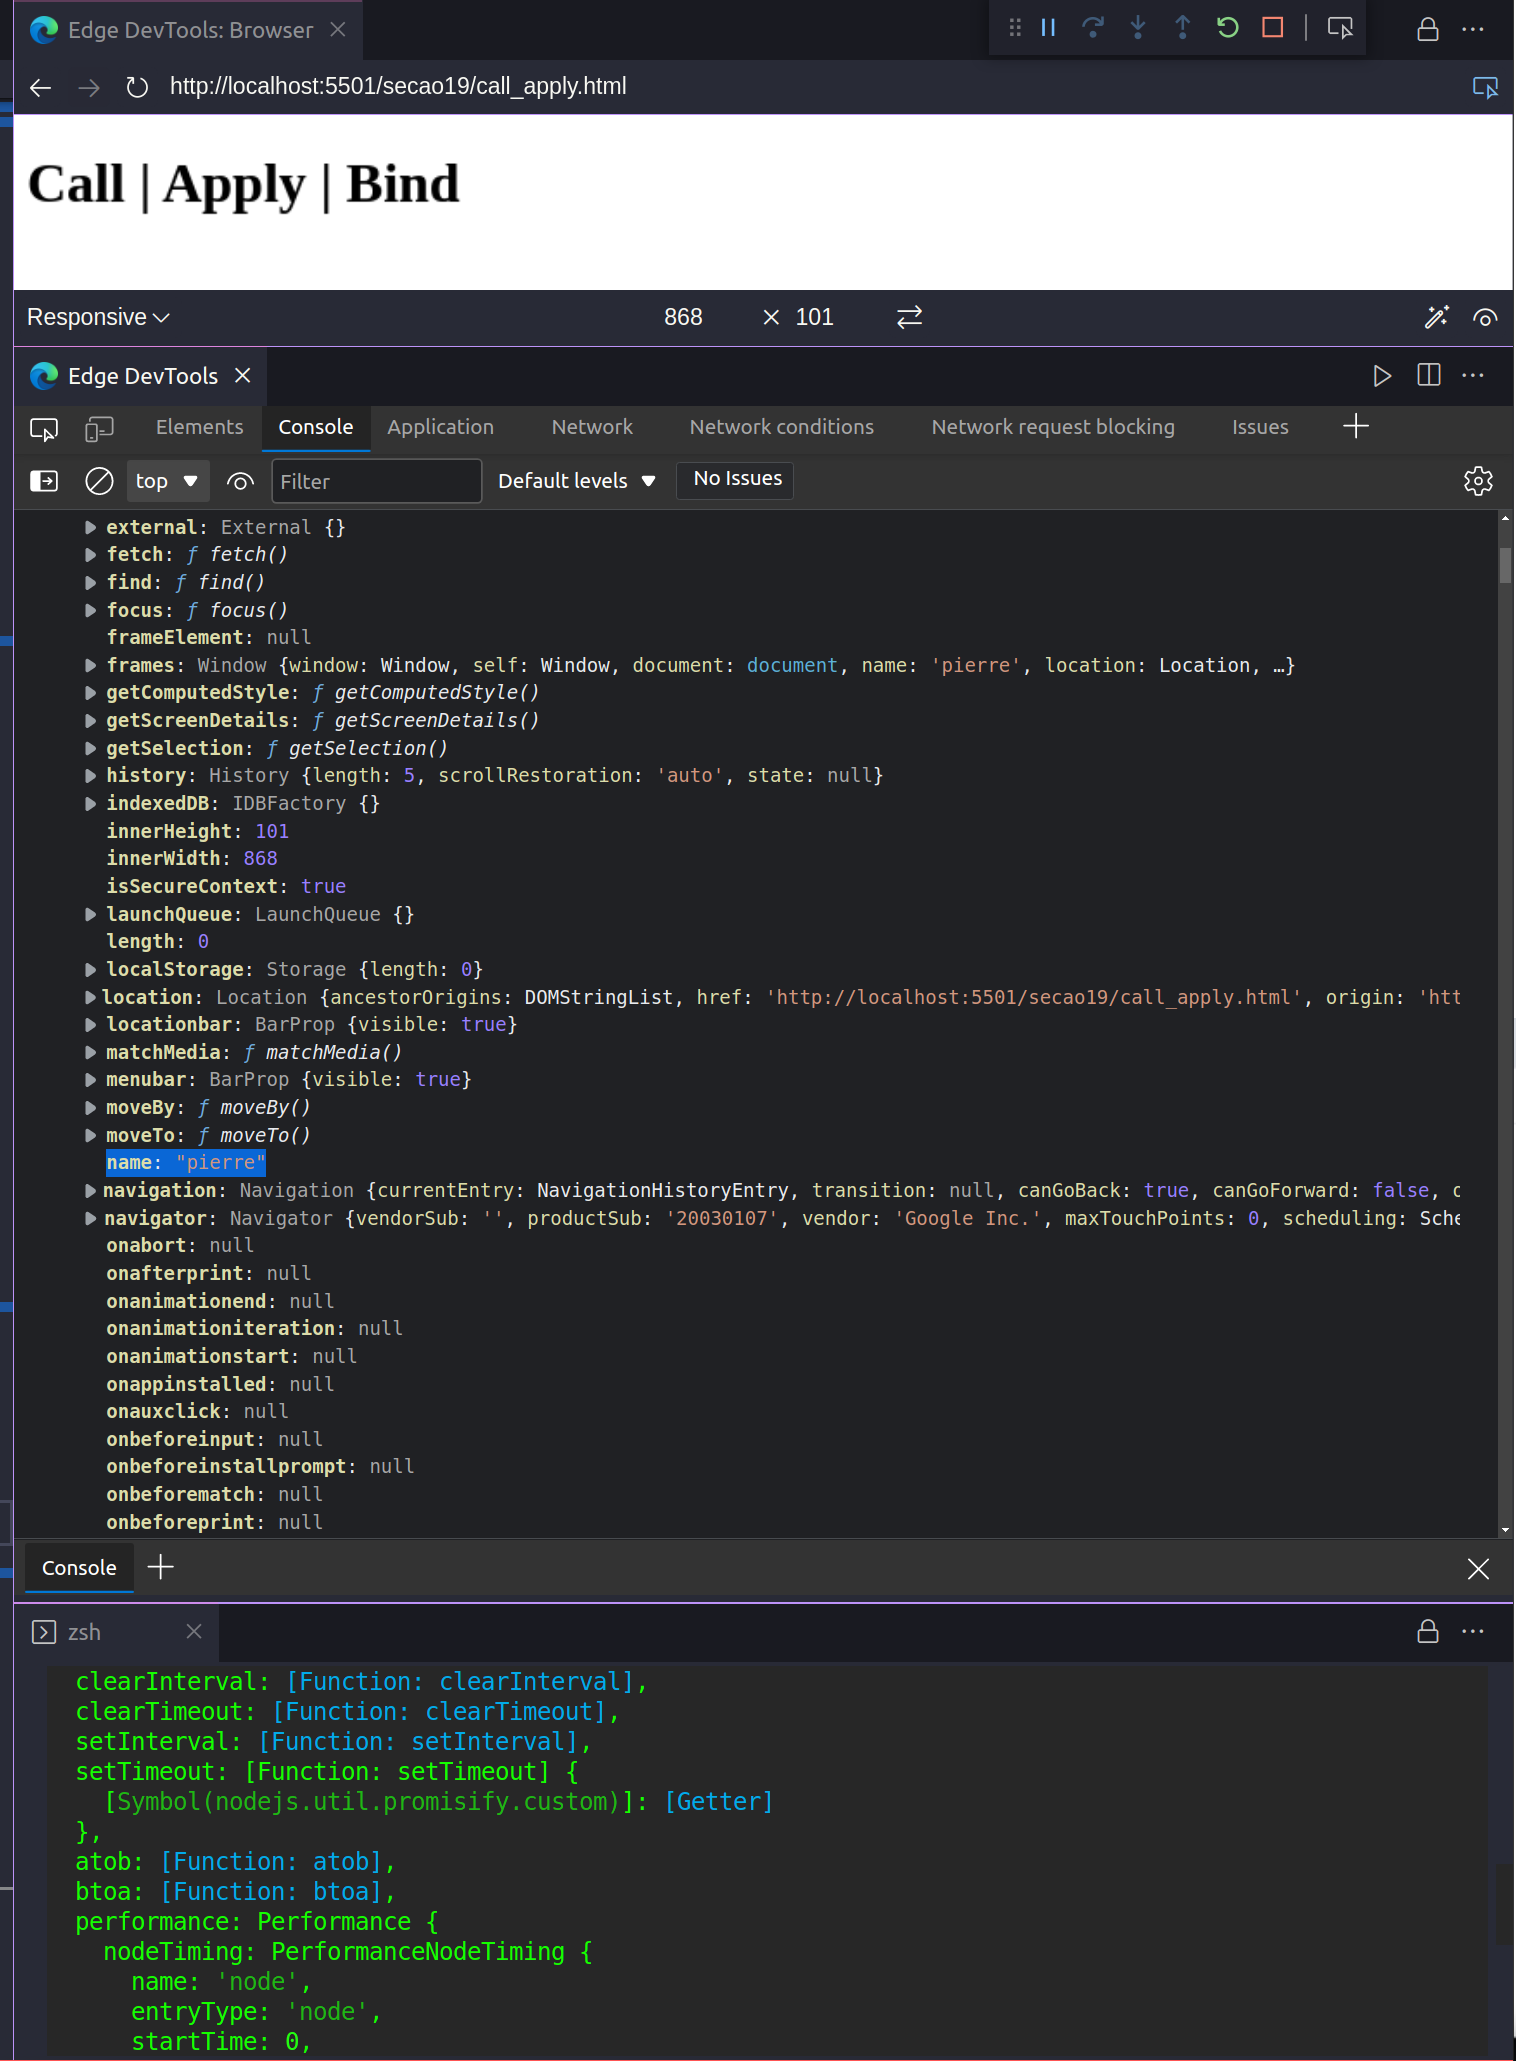 Edge DevTools: Browser
http://localhost:5501/secao19/call_apply.html
Call | Apply | Bind
Responsive 868 × 101
Edge DevTools
Elements Console Application Network Network conditions Network request blocking Issues
top Filter Default levels No Issues
external: External {}
fetch: ƒ fetch()
find: ƒ find()
focus: ƒ focus()
frameElement: null
frames: Window {window: Window, self: Window, document: document, name: 'pierre', location: Location, …}
getComputedStyle: ƒ getComputedStyle()
getScreenDetails: ƒ getScreenDetails()
getSelection: ƒ getSelection()
history: History {length: 5, scrollRestoration: 'auto', state: null}
indexedDB: IDBFactory {}
innerHeight: 101
innerWidth: 868
isSecureContext: true
launchQueue: LaunchQueue {}
length: 0
localStorage: Storage {length: 0}
location: Location {ancestorOrigins: DOMStringList, href: 'http://localhost:5501/secao19/call_apply.html', origin: 'htt
locationbar: BarProp {visible: true}
matchMedia: ƒ matchMedia()
menubar: BarProp {visible: true}
moveBy: ƒ moveBy()
moveTo: ƒ moveTo()
name: "pierre"
navigation: Navigation {currentEntry: NavigationHistoryEntry, transition: null, canGoBack: true, canGoForward: false, 
navigator: Navigator {vendorSub: '', productSub: '20030107', vendor: 'Google Inc.', maxTouchPoints: 0, scheduling: Sche
onabort: null
onafterprint: null
onanimationend: null
onanimationiteration: null
onanimationstart: null
onappinstalled: null
onauxclick: null
onbeforeinput: null
onbeforeinstallprompt: null
onbeforematch: null
onbeforeprint: null
Console
zsh
clearInterval: [Function: clearInterval],
clearTimeout: [Function: clearTimeout],
setInterval: [Function: setInterval],
setTimeout: [Function: setTimeout] {
[Symbol(nodejs.util.promisify.custom)]: [Getter]
},
atob: [Function: atob],
btoa: [Function: btoa],
performance: Performance {
nodeTiming: PerformanceNodeTiming {
name: 'node',
entryType: 'node',
startTime: 0,